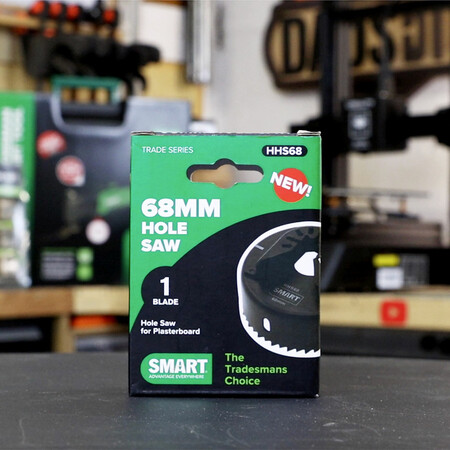 TRADE SERIES
HHS68
NEW!
68MM
HOLE
SAW
1
BLADE
Hole Saw
for Plasterboard
SMART
SMART
ADVANTAGE EVERYWHERE
The
Tradesmans
Choice